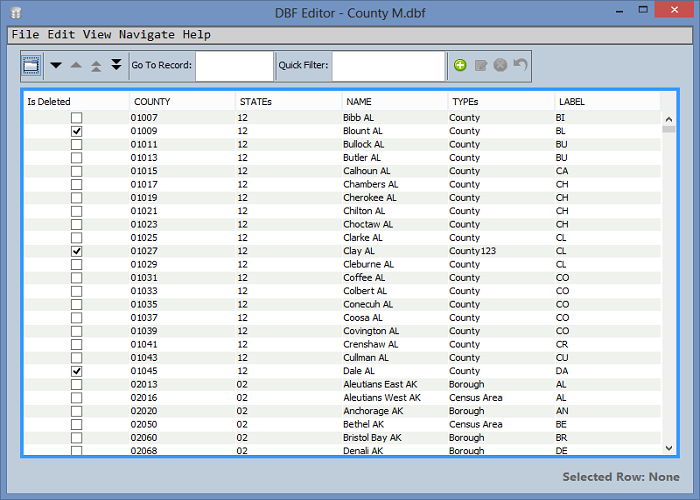 DBF Editor - County M.dbf
File Edit View Navigate Help
Go To Record: Quick Filter:
Is Deleted COUNTY STATEs NAME TYPEs LABEL
01007 12 Bibb AL County BI
01009 12 Blount AL County BL
01011 12 Bullock AL County BU
01013 12 Butler AL County BU
01015 12 Calhoun AL County CA
01017 12 Chambers AL County CH
01019 12 Cherokee AL County CH
01021 12 Chilton AL County CH
01023 12 Choctaw AL County CH
01025 12 Clarke AL County CL
01027 12 Clay AL County123 CL
01029 12 Cleburne AL County CL
01031 12 Coffee AL County CO
01033 12 Colbert AL County CO
01035 12 Conecuh AL County CO
01037 12 Coosa AL County CO
01039 12 Covington AL County CO
01041 12 Crenshaw AL County CR
01043 12 Cullman AL County CU
01045 12 Dale AL County DA
02013 02 Aleutians East AK Borough AL
02016 02 Aleutians West AK Census Area AL
02020 02 Anchorage AK Borough AN
02050 02 Bethel AK Census Area BE
02060 02 Bristol Bay AK Borough BR
02068 02 Denali AK Borough DE
Selected Row: None